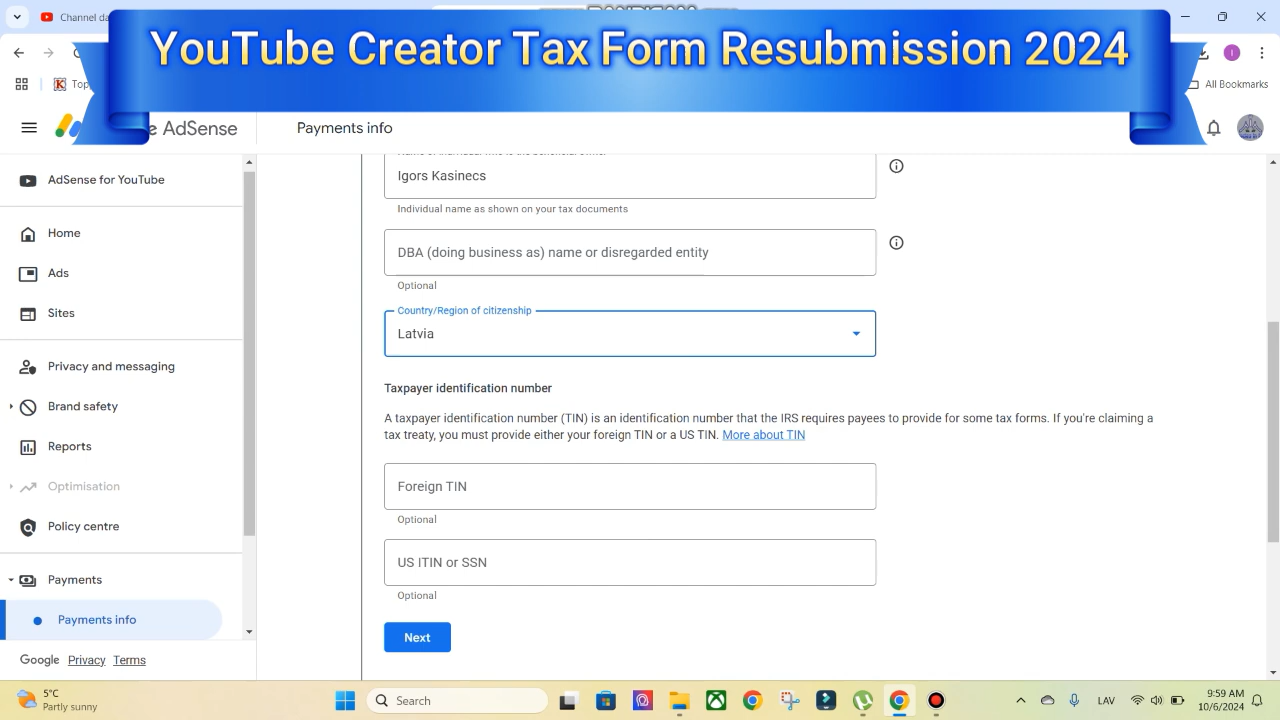 Channel da
YouTube Creator Tax Form Resubmission 2024
Top
All Bookmarks
e AdSense
Payments info
AdSense for YouTube
Home
Ads
Sites
Privacy and messaging
Brand safety
Reports
Optimisation
Policy centre
Payments
Payments info
Google Privacy Terms
Igors Kasinecs
Individual name as shown on your tax documents
DBA (doing business as) name or disregarded entity
Optional
Country/Region of citizenship
Latvia
Taxpayer identification number
A taxpayer identification number (TIN) is an identification number that the IRS requires payees to provide for some tax forms. If you're claiming a
tax treaty, you must provide either your foreign TIN or a US TIN. More about TIN
Foreign TIN
Optional
US ITIN or SSN
Optional
Next
5°C
Partly sunny
Search
LAV
9:59 AM
10/6/2024